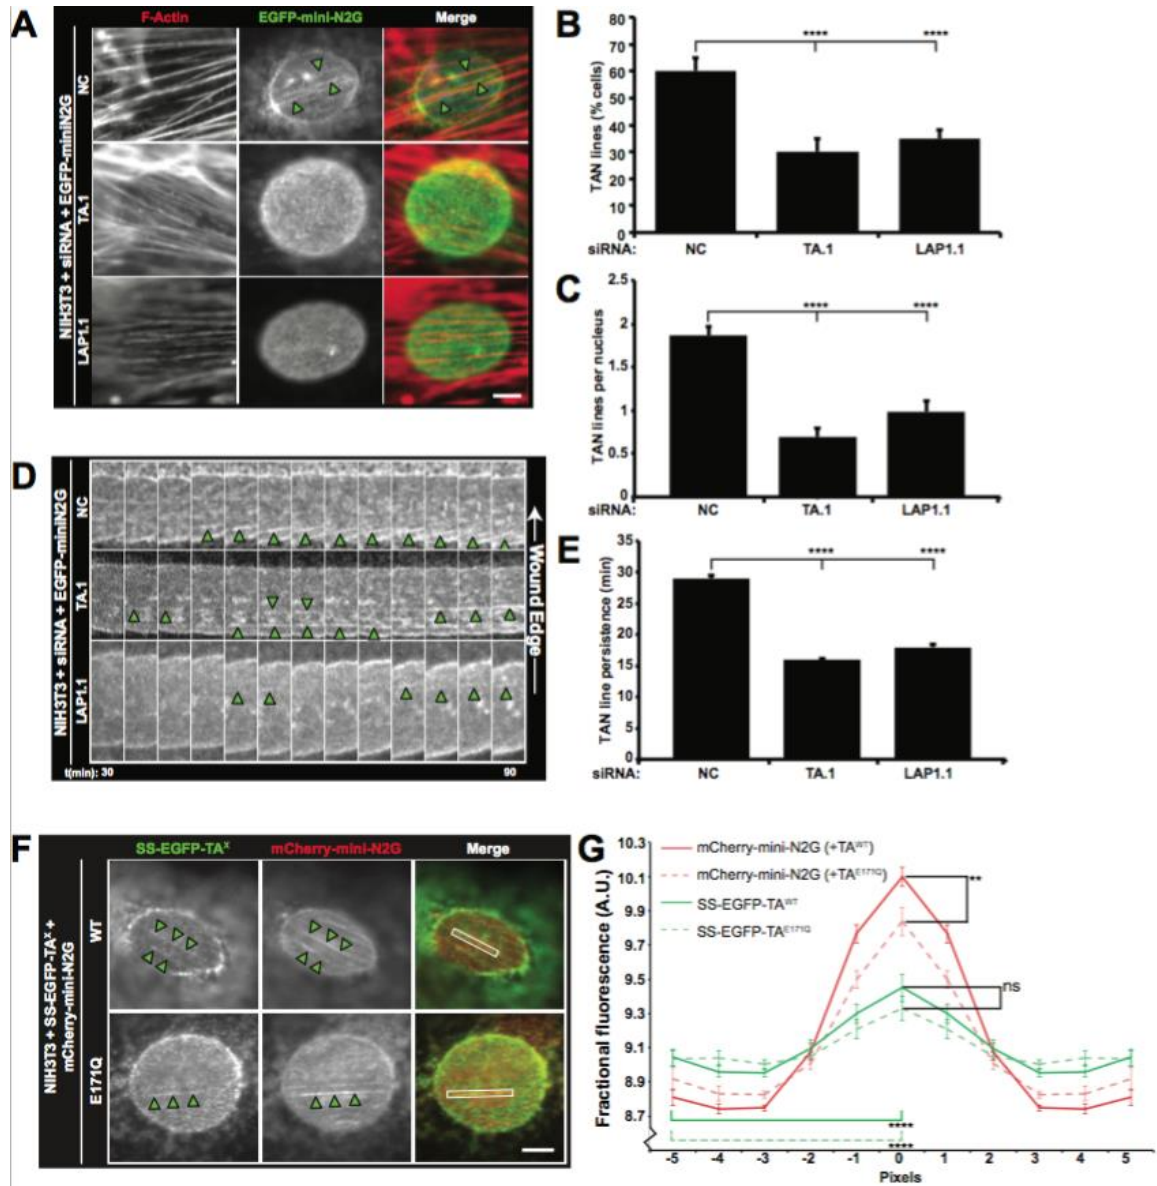 A
F-Actin EGFP-mini-N2G Merge
NIH3T3 + siRNA + EGFP-miniN2G
NC
TA.1
LAP1.1
B
TAN lines (% cells)
80
70
60
50
40
30
20
10
0
**** ****
siRNA: NC TA.1 LAP1.1
C
TAN lines per nucleus
2.5
2
1.5
1
0.5
0
**** ****
siRNA: NC TA.1 LAP1.1
D
NIH3T3 + siRNA + EGFP-miniN2G
NC
TA.1
LAP1.1
Wound Edge
t(min): 30 90
E
TAN line persistence (min)
35
30
25
20
15
10
5
0
**** ****
siRNA: NC TA.1 LAP1.1
F
SS-EGFP-TAˣ mCherry-mini-N2G Merge
NIH3T3 + SS-EGFP-TAˣ +
mCherry-mini-N2G
WT
E171Q
G
Fractional fluorescence (A.U.)
10.3
10.1
9.9
9.7
9.5
9.3
9.1
8.9
8.7
mCherry-mini-N2G (+TAᵂᵀ)
mCherry-mini-N2G (+TAᴱ¹⁷¹Q)
SS-EGFP-TAᵂᵀ
SS-EGFP-TAᴱ¹⁷¹Q
**
ns
****
****
-5 -4 -3 -2 -1 0 1 2 3 4 5
Pixels